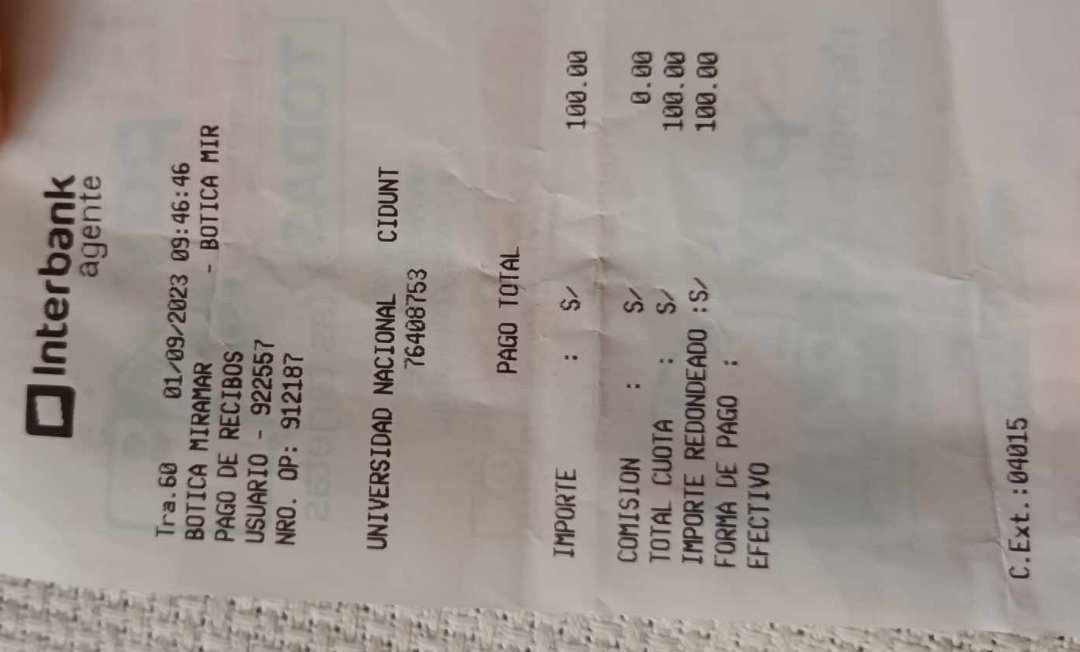 Interbank
agente
Tra.60 01/09/2023 09:46:46
BOTICA MIRAMAR - BOTICA MIR
PAGO DE RECIBOS
USUARIO - 922557
NRO. OP: 912187
UNIVERSIDAD NACIONAL CIDUNT
76408753
PAGO TOTAL
IMPORTE : S/ 100.00
COMISION : S/ 0.00
TOTAL CUOTA : S/ 100.00
IMPORTE REDONDEADO :S/ 100.00
FORMA DE PAGO :
EFECTIVO
C.Ext.:04015